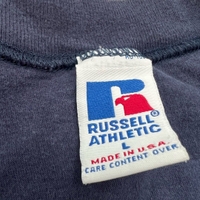 RUSSELL
ATHLETIC
L
MADE IN U.S.A.
CARE CONTENT OVER